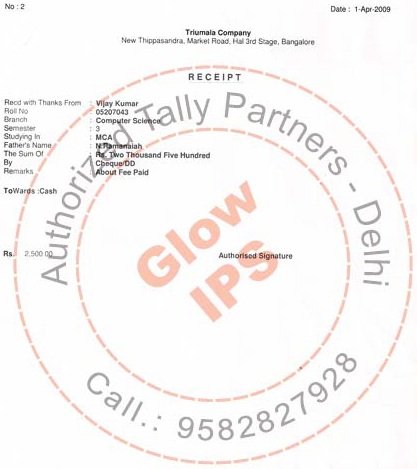 No : 2 Date : 1-Apr-2009
Triumala Company
New Thippasandra, Market Road, Hal 3rd Stage, Bangalore
RECEIPT
Recd with Thanks From : Vijay Kumar
Roll No : 05207043
Branch : Computer Science
Semester : 3
Studying In : MCA
Father's Name : N.Ramanaiah
The Sum Of : Rs. Two Thousand Five Hundred
By : Cheque/DD
Remarks : About Fee Paid
ToWards :Cash
Rs. 2,500.00 Authorised Signature
Authorized Tally Partners - Delhi
Glow
IPS
Call.: 9582827928